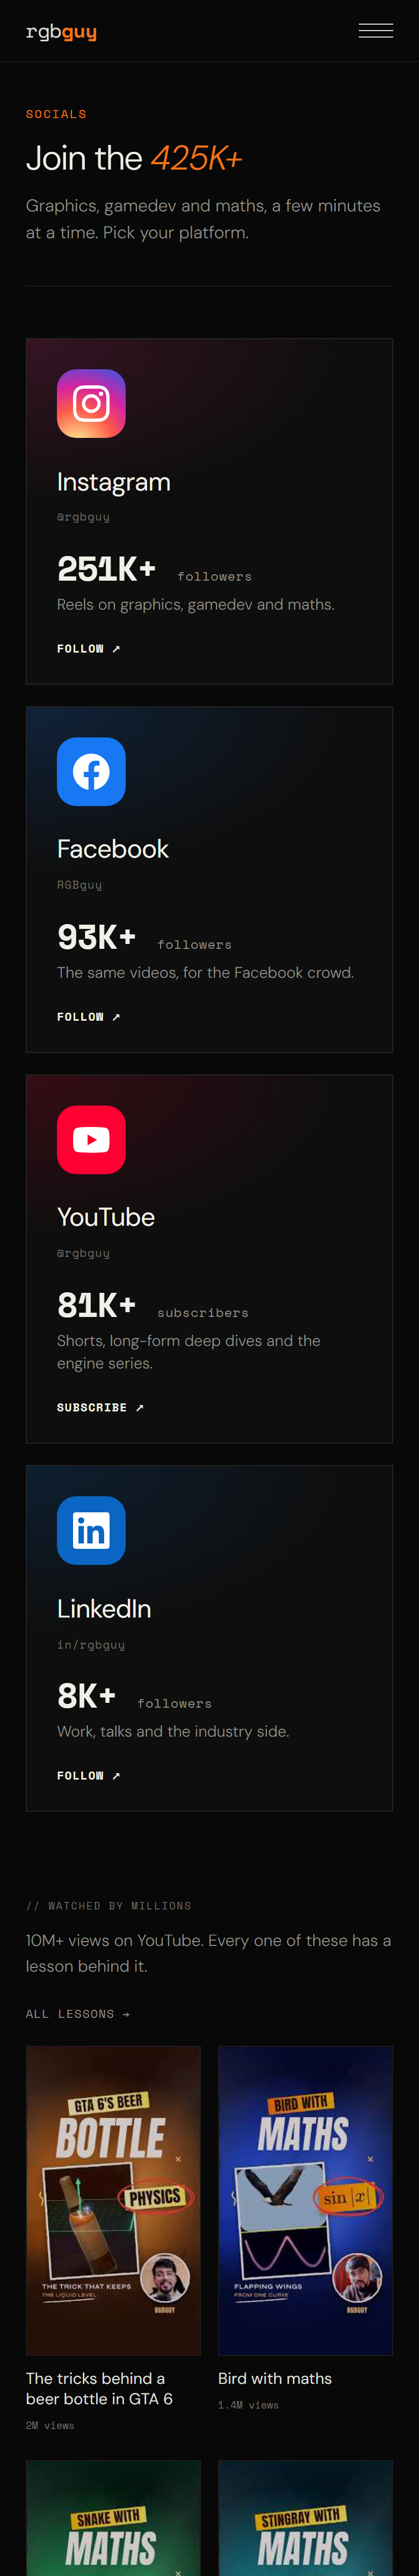 rgbguy
SOCIALS
Join the 425K+
Graphics, gamedev and maths, a few minutes
at a time. Pick your platform.
Instagram
@rgbguy
251K+ followers
Reels on graphics, gamedev and maths.
FOLLOW ↗
Facebook
RGBguy
93K+ followers
The same videos, for the Facebook crowd.
FOLLOW ↗
YouTube
@rgbguy
81K+ subscribers
Shorts, long-form deep dives and the
engine series.
SUBSCRIBE ↗
LinkedIn
in/rgbguy
8K+ followers
Work, talks and the industry side.
FOLLOW ↗
// WATCHED BY MILLIONS
10M+ views on YouTube. Every one of these has a
lesson behind it.
ALL LESSONS →
GTA 6'S BEER
BOTTLE
PHYSICS
THE TRICK THAT KEEPS
THE LIQUID LEVEL
RGBGUY
The tricks behind a
beer bottle in GTA 6
2M views
BIRD WITH
MATHS
sin |x|
FLAPPING WINGS
FROM ONE CURVE
RGBGUY
Bird with maths
1.4M views
SNAKE WITH
MATHS
STINGRAY WITH
MATHS